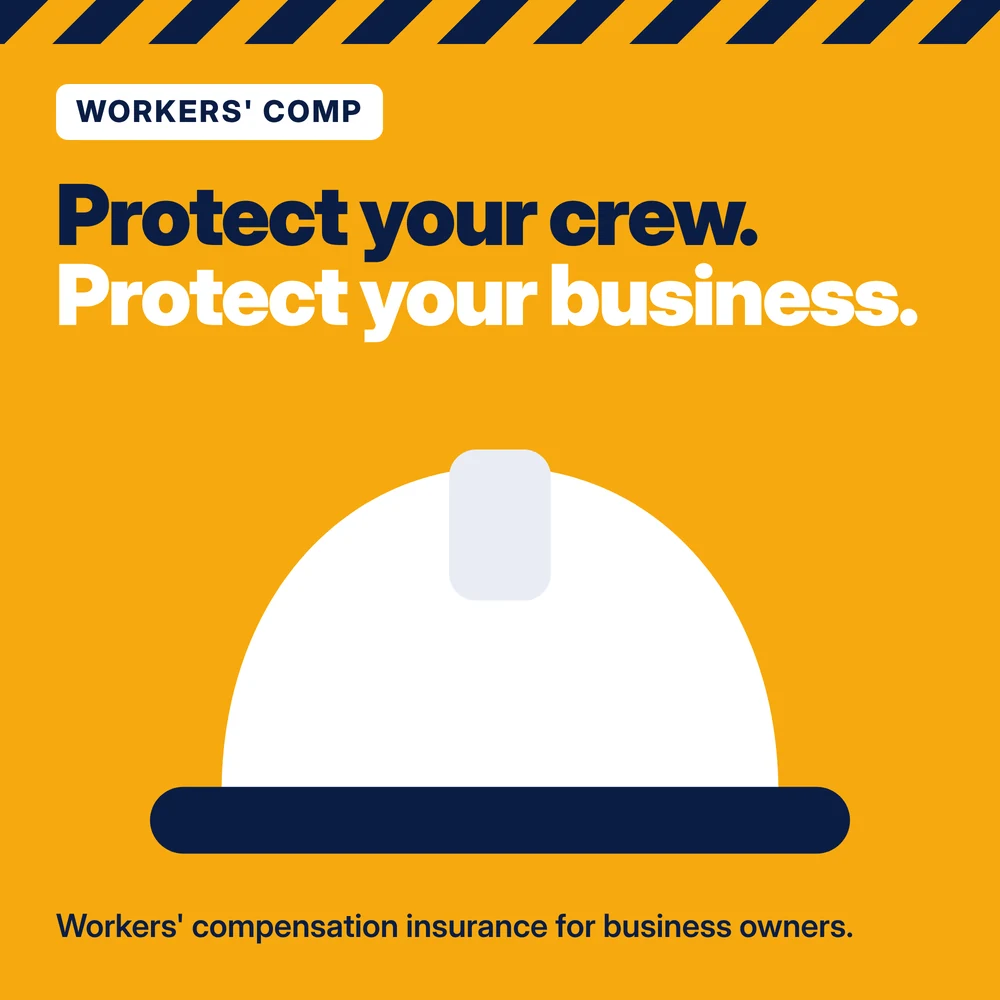 WORKERS' COMP
Protect your crew.
Protect your business.
Workers' compensation insurance for business owners.